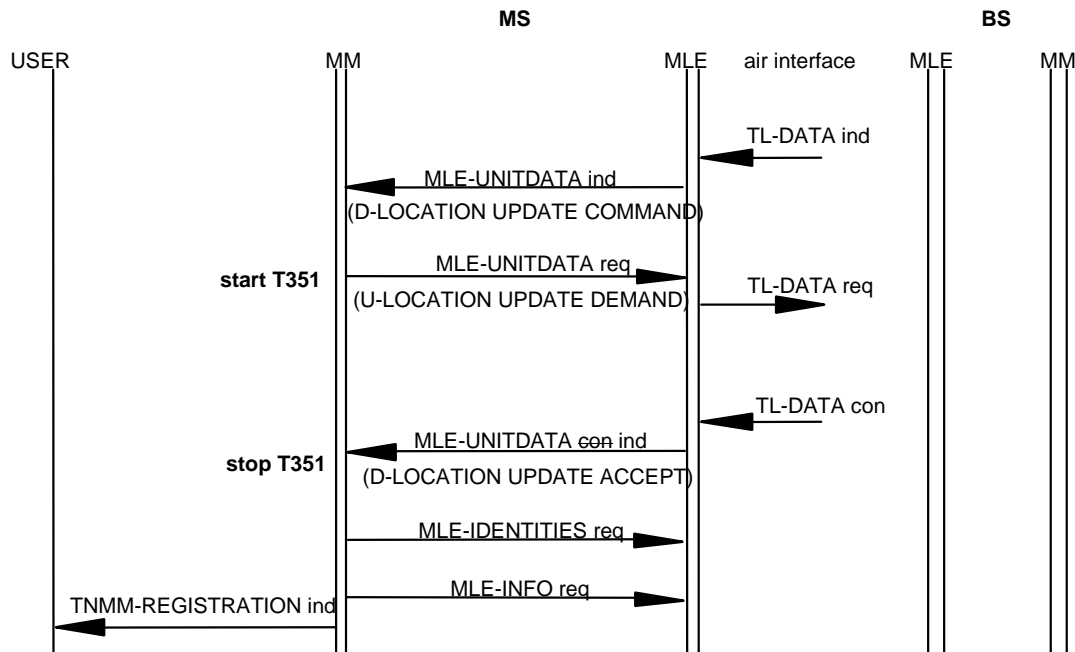 MS BS
USER MM MLE air interface MLE MM
TL-DATA ind
MLE-UNITDATA ind
(D-LOCATION UPDATE COMMAND)
MLE-UNITDATA req
start T351
(U-LOCATION UPDATE DEMAND)
TL-DATA req
TL-DATA con
MLE-UNITDATA con ind
stop T351
(D-LOCATION UPDATE ACCEPT)
MLE-IDENTITIES req
MLE-INFO req
TNMM-REGISTRATION ind